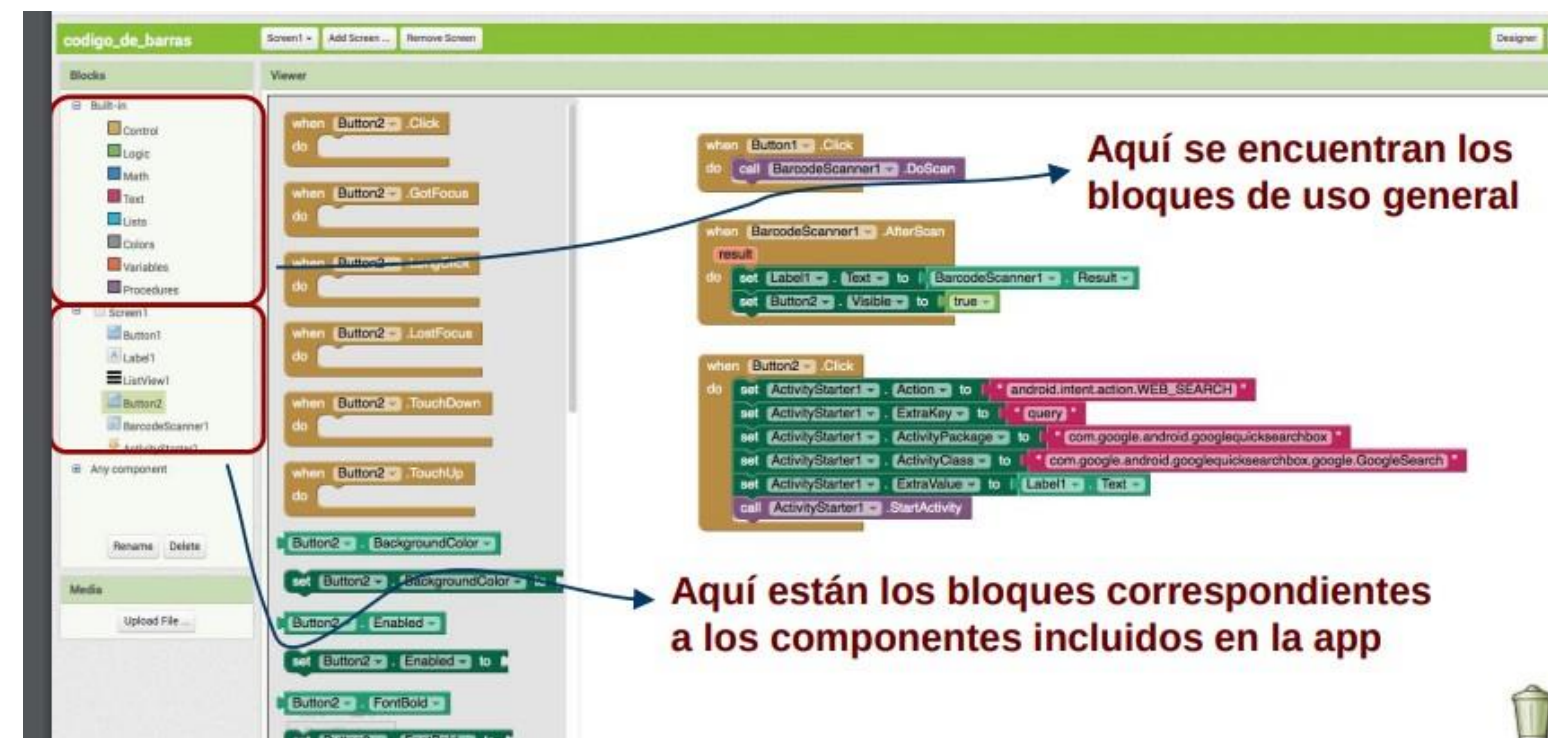 codigo_de_barras
Screen1
Add Screen ...
Remove Screen
Designer
Blocks
Viewer
Built-in
Control
Logic
Math
Text
Lists
Colors
Variables
Procedures
Screen1
Button1
Label1
ListView1
Button2
BarcodeScanner1
Any component
Rename
Delete
Media
Upload File ...
when Button2 .Click
do
when Button2 .GotFocus
do
when Button2 .LongClick
do
when Button2 .LostFocus
do
when Button2 .TouchDown
do
when Button2 .TouchUp
do
Button2 . BackgroundColor
set Button2 . BackgroundColor to
Button2 . Enabled
set Button2 . Enabled to
Button2 . FontBold
when Button1 .Click
do call BarcodeScanner1 .DoScan
when BarcodeScanner1 .AfterScan
result
do set Label1 . Text to BarcodeScanner1 . Result
set Button2 . Visible to true
when Button2 .Click
do set ActivityStarter1 . Action to " android.intent.action.WEB_SEARCH "
set ActivityStarter1 . ExtraKey to " query "
set ActivityStarter1 . ActivityPackage to " com.google.android.googlequicksearchbox "
set ActivityStarter1 . ActivityClass to " com.google.android.googlequicksearchbox.google.GoogleSearch "
set ActivityStarter1 . ExtraValue to Label1 . Text
call ActivityStarter1 .StartActivity
Aquí se encuentran los
bloques de uso general
Aquí están los bloques correspondientes
a los componentes incluidos en la app